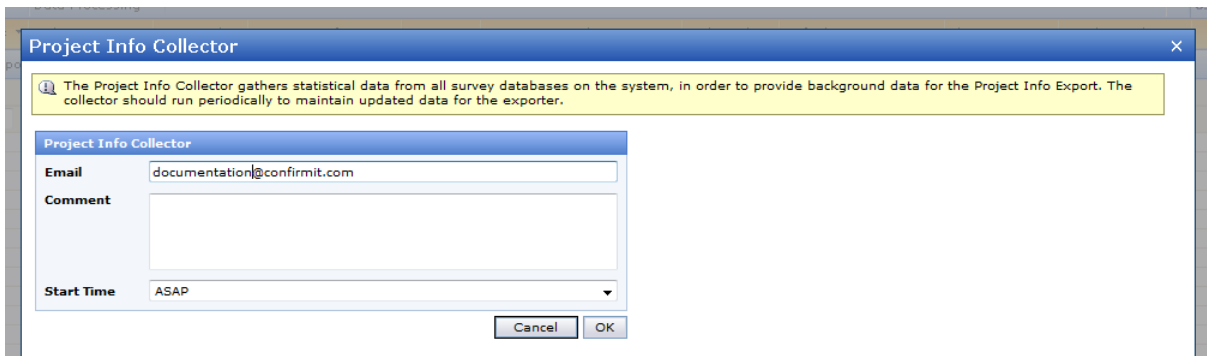 Data Processing
Project Info Collector
The Project Info Collector gathers statistical data from all survey databases on the system, in order to provide background data for the Project Info Export. The
collector should run periodically to maintain updated data for the exporter.
Project Info Collector
Email documentation@confirmit.com
Comment
Start Time ASAP
Cancel OK